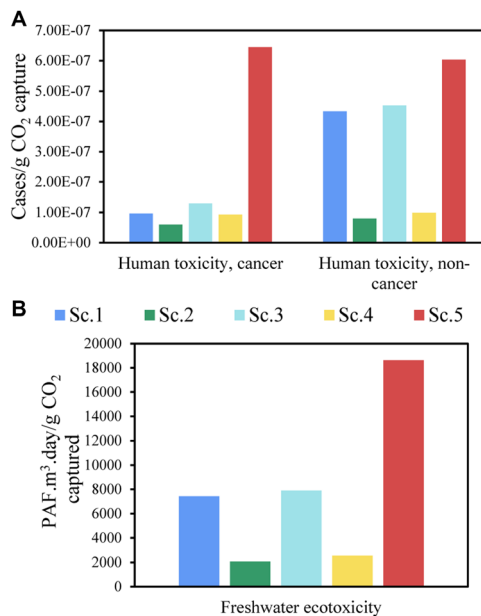 A
7.00E-07
6.00E-07
5.00E-07
4.00E-07
3.00E-07
2.00E-07
1.00E-07
0.00E+00
Cases/g CO₂ capture
Human toxicity, cancer
Human toxicity, non-
cancer
B
Sc.1 Sc.2 Sc.3 Sc.4 Sc.5
20000
18000
16000
14000
12000
10000
8000
6000
4000
2000
0
PAF.m³.day/g CO₂
captured
Freshwater ecotoxicity